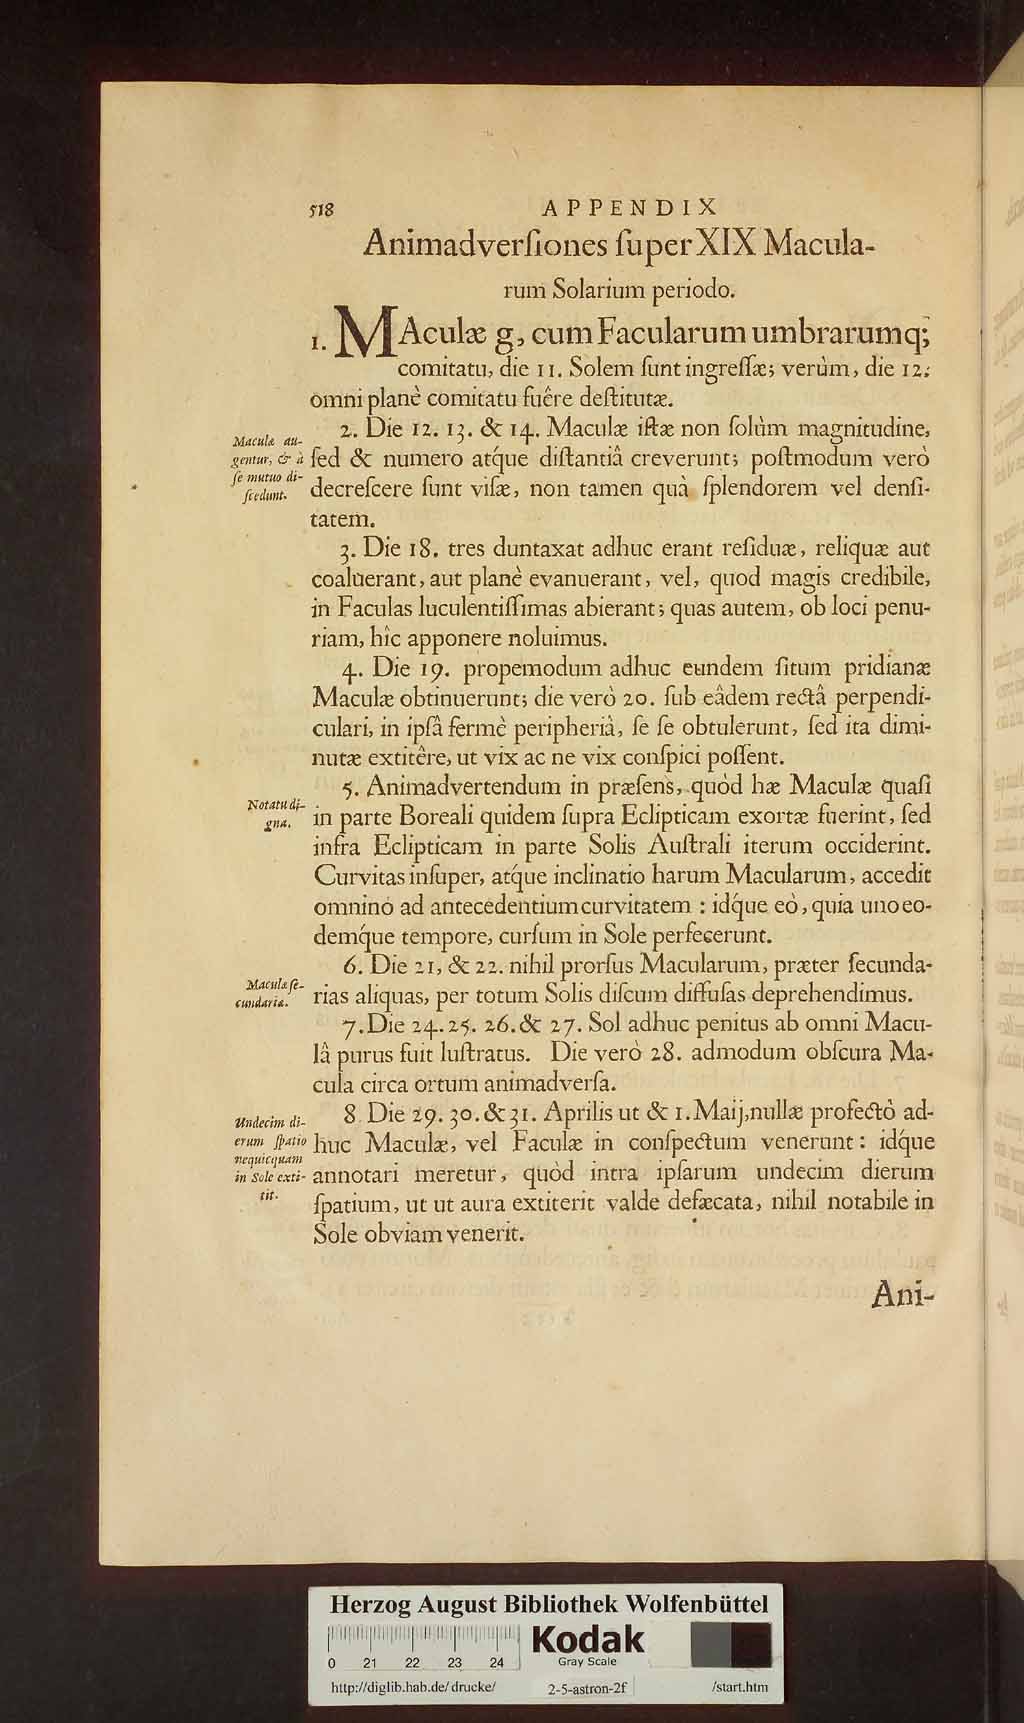 518 APPENDIX
Animadverſiones ſuper XIX Macula-
rum Solarium periodo.
1. MAculæ g, cum Facularum umbrarumq;
comitatu, die 11. Solem ſunt ingreſſæ; verùm, die 12.
omni planè comitatu fuêre deſtitutæ.
2. Die 12. 13. & 14. Maculæ iſtæ non ſolùm magnitudine,
ſed & numero atque diſtantiâ creverunt; poſtmodum verò
decreſcere ſunt viſæ, non tamen quà ſplendorem vel denſi-
tatem.
Maculæ au-
gentur, & à
ſe mutuo di-
ſcedunt.
3. Die 18. tres duntaxat adhuc erant reſiduæ, reliquæ aut
coaluerant, aut planè evanuerant, vel, quod magis credibile,
in Faculas luculentiſſimas abierant; quas autem, ob loci penu-
riam, hîc apponere noluimus.
4. Die 19. propemodum adhuc eundem ſitum pridianæ
Maculæ obtinuerunt; die verò 20. ſub eâdem rectâ perpendi-
culari, in ipsâ fermè peripheriâ, ſe ſe obtulerunt, ſed ita dimi-
nutæ extitêre, ut vix ac ne vix conſpici poſſent.
5. Animadvertendum in præſens, quòd hæ Maculæ quaſi
in parte Boreali quidem ſupra Eclipticam exortæ fuerint, ſed
infra Eclipticam in parte Solis Auſtrali iterum occiderint.
Curvitas inſuper, atque inclinatio harum Macularum, accedit
omninò ad antecedentium curvitatem : idque eò, quia uno eo-
demque tempore, curſum in Sole perfecerunt.
Notatu di-
gna.
6. Die 21, & 22. nihil prorſus Macularum, præter ſecunda-
rias aliquas, per totum Solis diſcum diffuſas deprehendimus.
Maculæ ſe-
cundariæ.
7. Die 24. 25. 26. & 27. Sol adhuc penitus ab omni Macu-
lâ purus fuit luſtratus. Die verò 28. admodum obſcura Ma-
cula circa ortum animadverſa.
8 Die 29. 30. & 31. Aprilis ut & 1. Maij, nullæ profectò ad-
huc Maculæ, vel Faculæ in conſpectum venerunt : idque
annotari meretur, quòd intra ipſarum undecim dierum
ſpatium, ut ut aura extiterit valde defæcata, nihil notabile in
Sole obviam venerit.
Undecim di-
erum ſpatio
nequicquam
in Sole exti-
tit.
Ani-
Herzog August Bibliothek Wolfenbüttel
Kodak
Gray Scale
0 21 22 23 24
http://diglib.hab.de/drucke/ 2-5-astron-2f /start.htm